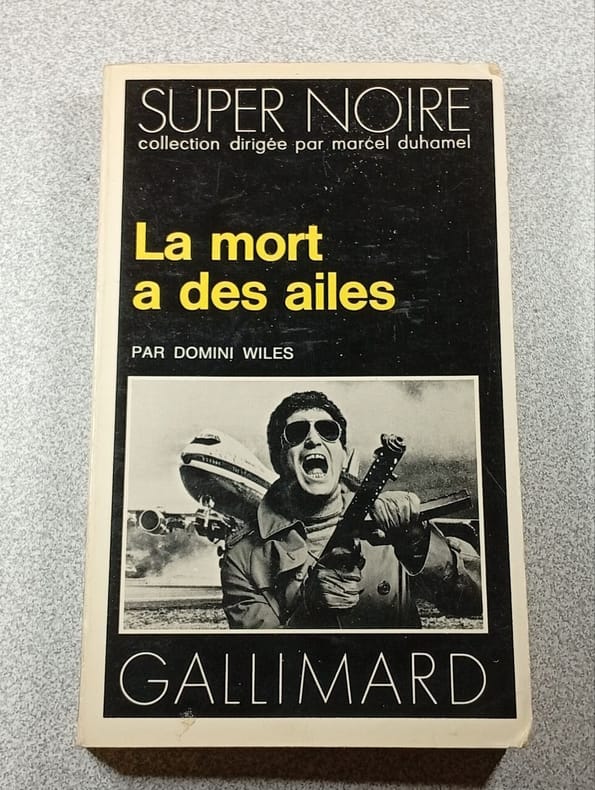 SUPER NOIRE
collection dirigée par marcel duhamel
La mort
a des ailes
PAR DOMINI WILES
GALLIMARD